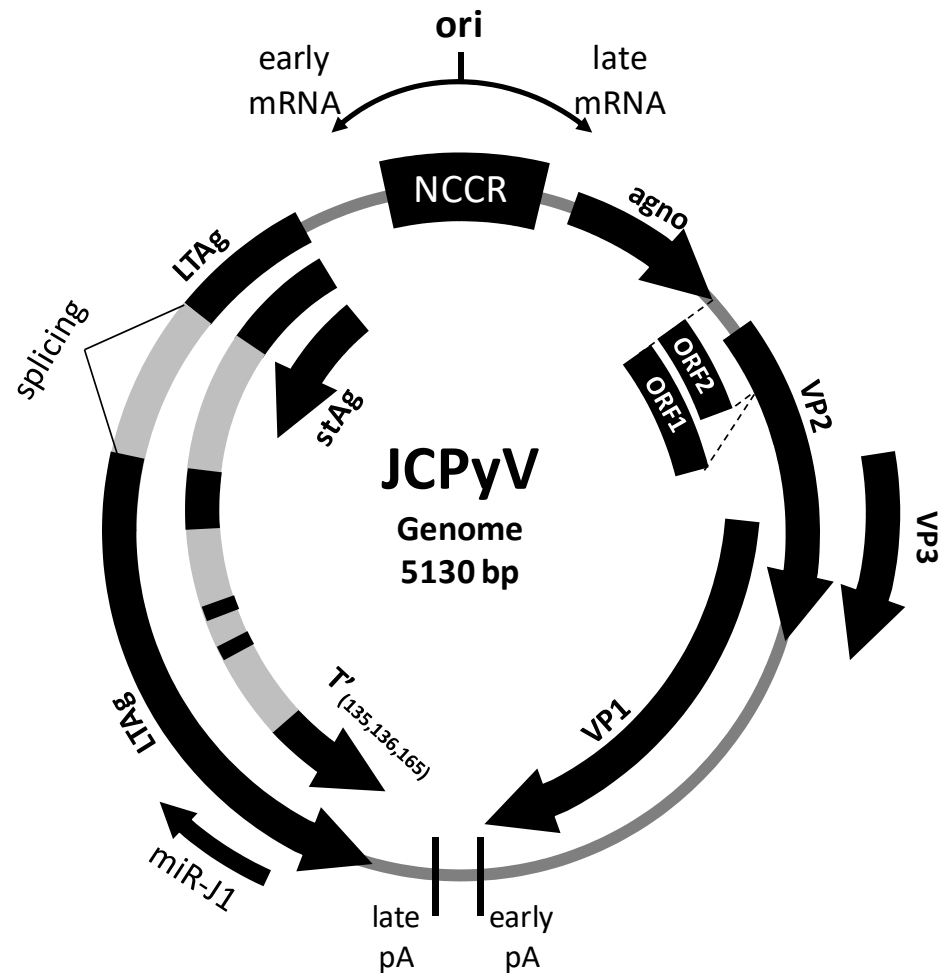 ori
early
mRNA
late
mRNA
NCCR
agno
LTAg
splicing
stAg
ORF2
ORF1
VP2
VP3
JCPyV
Genome
5130 bp
T’(135,136,165)
VP1
LTAg
miR-J1
late
pA
early
pA